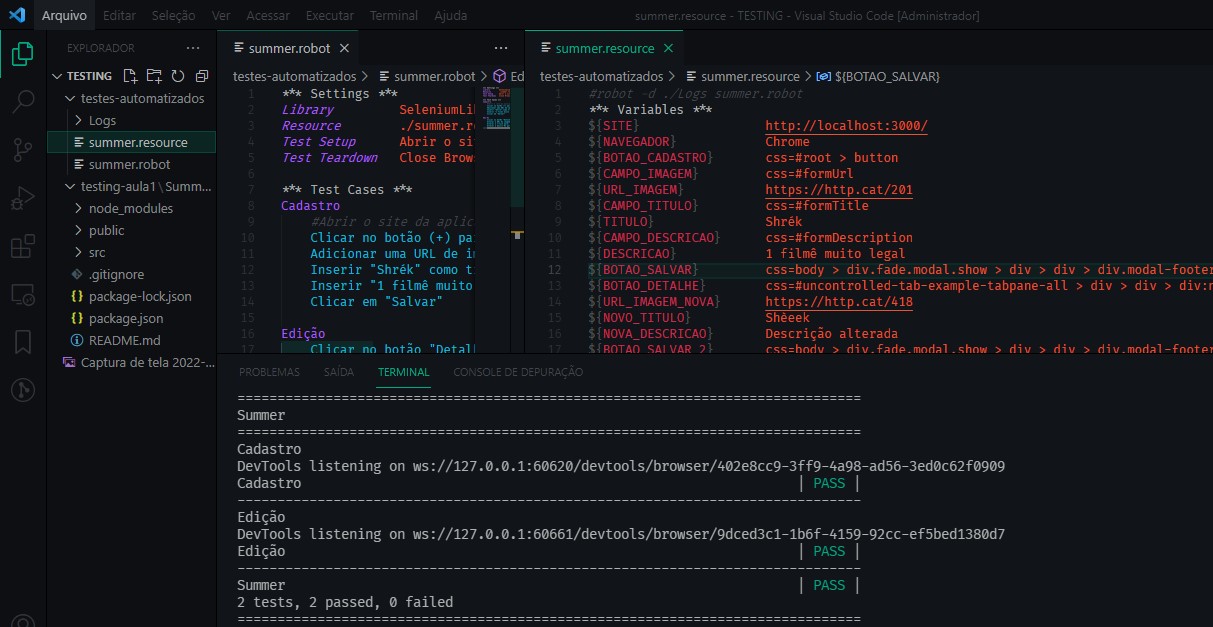 Arquivo Editar Seleção Ver Acessar Executar Terminal Ajuda
summer.resource - TESTING - Visual Studio Code [Administrador]
EXPLORADOR
TESTING
testes-automatizados
Logs
summer.resource
summer.robot
testing-aula1\Summ...
node_modules
public
src
.gitignore
package-lock.json
package.json
README.md
Captura de tela 2022-...
summer.robot
testes-automatizados > summer.robot > Ed
1 *** Settings ***
2 Library SeleniumLi
3 Resource ./summer.r
4 Test Setup Abrir o si
5 Test Teardown Close Brow
6
7 *** Test Cases ***
8 Cadastro
9 #Abrir o site da aplic
10 Clicar no botão (+) pa
11 Adicionar uma URL de i
12 Inserir "Shrék" como t
13 Inserir "1 filmê muito
14 Clicar em "Salvar"
15
16 Edição
17 Clicar no botão "Detal
summer.resource
testes-automatizados > summer.resource > ${BOTAO_SALVAR}
1 #robot -d ./Logs summer.robot
2 *** Variables ***
3 ${SITE} http://localhost:3000/
4 ${NAVEGADOR} Chrome
5 ${BOTAO_CADASTRO} css=#root > button
6 ${CAMPO_IMAGEM} css=#formUrl
7 ${URL_IMAGEM} https://http.cat/201
8 ${CAMPO_TITULO} css=#formTitle
9 ${TITULO} Shrék
10 ${CAMPO_DESCRICAO} css=#formDescription
11 ${DESCRICAO} 1 filmê muito legal
12 ${BOTAO_SALVAR} css=body > div.fade.modal.show > div > div > div.modal-footer
13 ${BOTAO_DETALHE} css=#uncontrolled-tab-example-tabpane-all > div > div > div:n
14 ${URL_IMAGEM_NOVA} https://http.cat/418
15 ${NOVO_TITULO} Shèeek
16 ${NOVA_DESCRICAO} Descrição alterada
17 ${BOTAO_SALVAR_2} css=body > div.fade.modal.show > div > div > div.modal-footer
PROBLEMAS SAÍDA TERMINAL CONSOLE DE DEPURAÇÃO
==============================================================================
Summer
==============================================================================
Cadastro
DevTools listening on ws://127.0.0.1:60620/devtools/browser/402e8cc9-3ff9-4a98-ad56-3ed0c62f0909
Cadastro | PASS |
------------------------------------------------------------------------------
Edição
DevTools listening on ws://127.0.0.1:60661/devtools/browser/9dced3c1-1b6f-4159-92cc-ef5bed1380d7
Edição | PASS |
------------------------------------------------------------------------------
Summer | PASS |
2 tests, 2 passed, 0 failed
==============================================================================